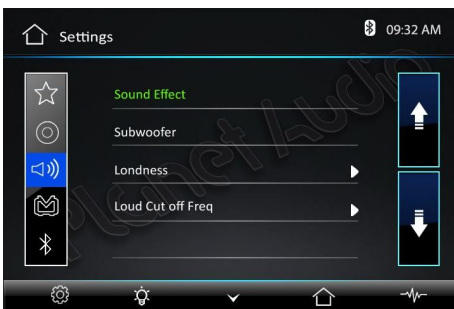 Settings
09:32 AM
Sound Effect
Subwoofer
Londness
Loud Cut off Freq
Planet Audio